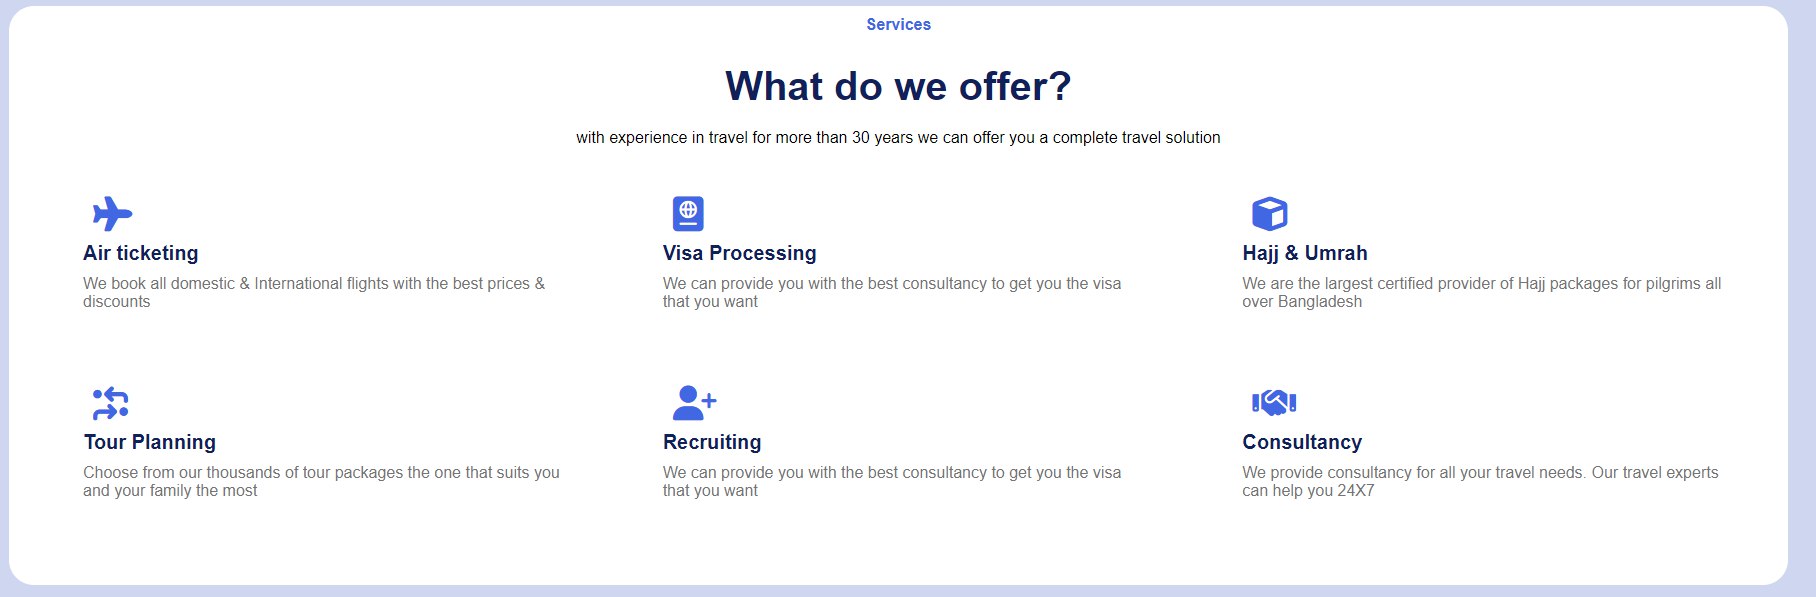 Services
What do we offer?
with experience in travel for more than 30 years we can offer you a complete travel solution
Air ticketing
We book all domestic & International flights with the best prices &
discounts
Visa Processing
We can provide you with the best consultancy to get you the visa
that you want
Hajj & Umrah
We are the largest certified provider of Hajj packages for pilgrims all
over Bangladesh
Tour Planning
Choose from our thousands of tour packages the one that suits you
and your family the most
Recruiting
We can provide you with the best consultancy to get you the visa
that you want
Consultancy
We provide consultancy for all your travel needs. Our travel experts
can help you 24X7